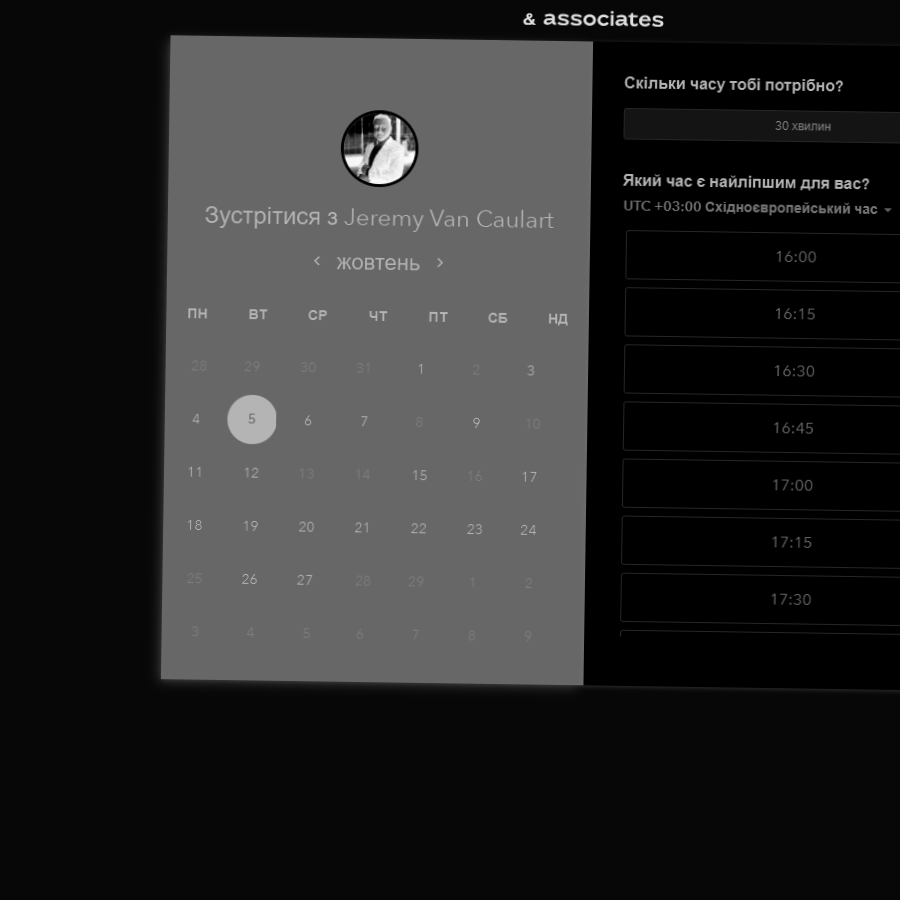 & associates
Зустрітися з Jeremy Van Caulart
жовтень
ПН ВТ СР ЧТ ПТ СБ НД
28 29 30 31 1 2 3
4 5 6 7 8 9 10
11 12 13 14 15 16 17
18 19 20 21 22 23 24
25 26 27 28 29 1 2
3 4 5 6 7 8 9
Скільки часу тобі потрібно?
30 хвилин
Який час є найліпшим для вас?
UTC +03:00 Східноєвропейський час
16:00
16:15
16:30
16:45
17:00
17:15
17:30